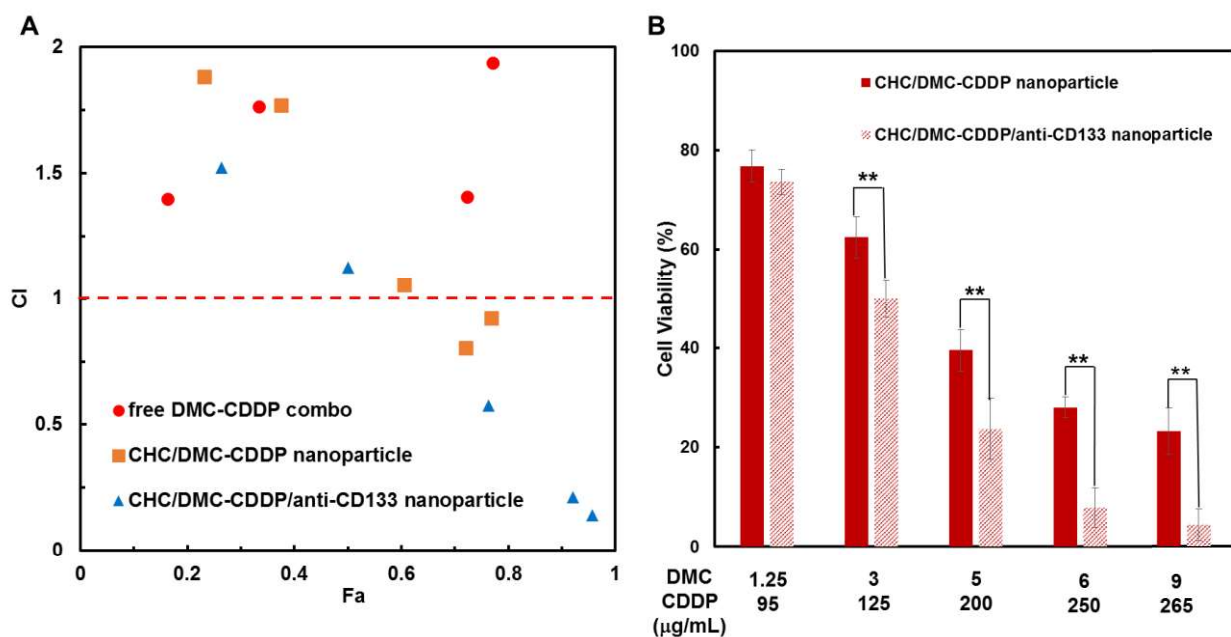 A
2
1.5
1
0.5
0
CI
0 0.2 0.4 0.6 0.8 1
Fa
free DMC-CDDP combo
CHC/DMC-CDDP nanoparticle
CHC/DMC-CDDP/anti-CD133 nanoparticle
B
100
80
60
40
20
0
Cell Viability (%)
CHC/DMC-CDDP nanoparticle
CHC/DMC-CDDP/anti-CD133 nanoparticle
**
**
**
**
DMC 1.25 3 5 6 9
CDDP 95 125 200 250 265
(μg/mL)